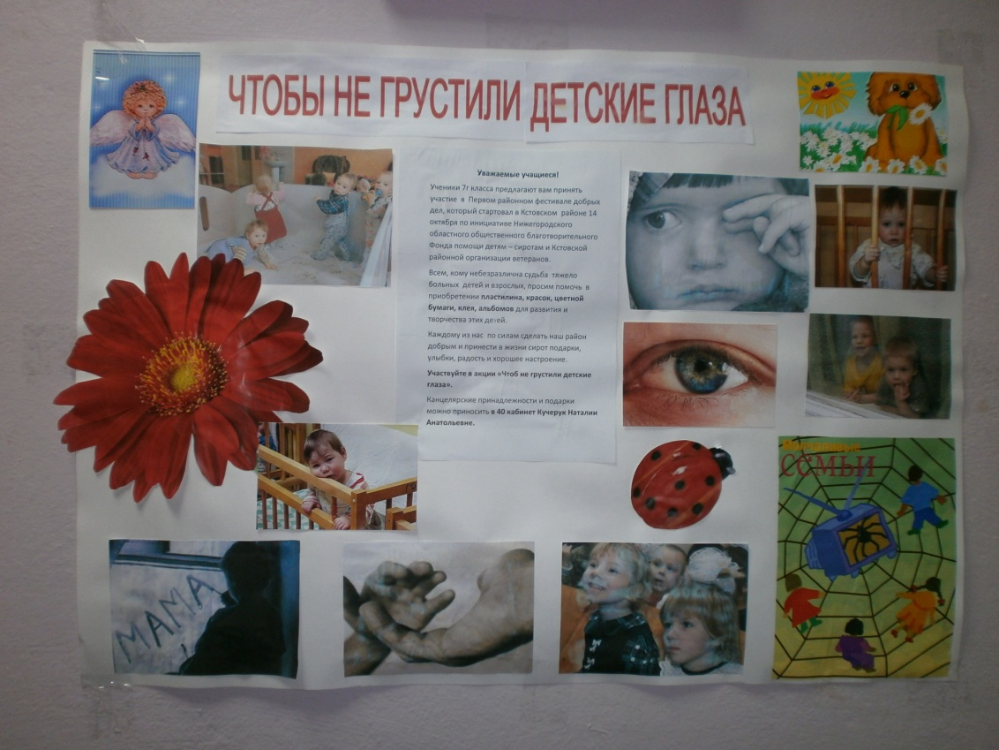 ЧТОБЫ НЕ ГРУСТИЛИ ДЕТСКИЕ ГЛАЗА
Уважаемые учащиеся!
Ученики 7г класса предлагают вам принять
участие в Первом районном фестивале добрых
дел, который стартовал в Кстовском районе 14
октября по инициативе Нижегородского
областного общественного благотворительного
Фонда помощи детям – сиротам и Кстовской
районной организации ветеранов.
Всем, кому небезразлична судьба тяжело
больных детей и взрослых, просим помочь в
приобретении пластилина, красок, цветной
бумаги, клея, альбомов для развития и
творчества этих детей.
Каждому из нас по силам сделать наш район
добрым и принести в жизни сирот подарки,
улыбки, радость и хорошее настроение.
Участвуйте в акции «Чтоб не грустили детские
глаза».
Канцелярские принадлежности и подарки
можно приносить в 40 кабинет Кучерук Наталии
Анатольевне.
семьи
МАМА